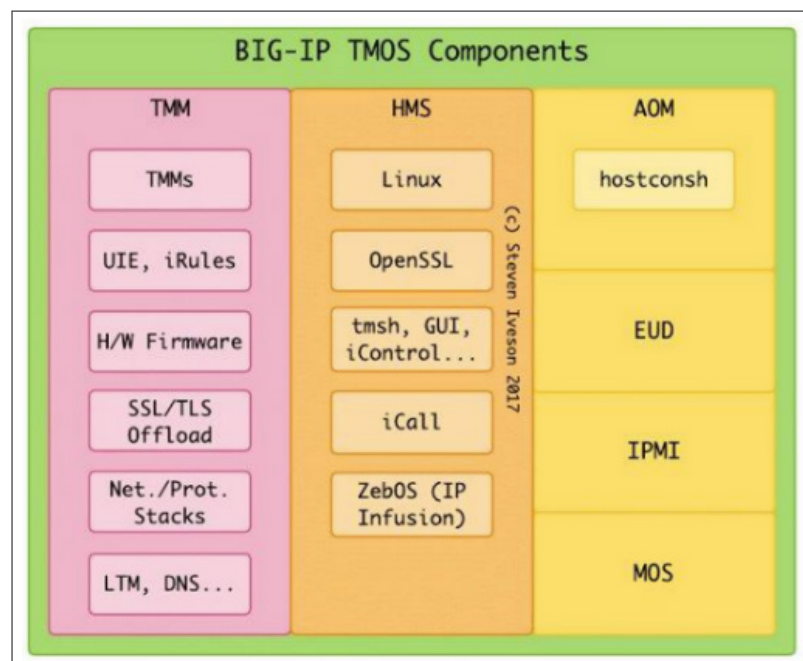 BIG-IP TMOS Components
TMM
TMMs
UIE, iRules
H/W Firmware
SSL/TLS
Offload
Net./Prot.
Stacks
LTM, DNS...
HMS
Linux
OpenSSL
tmsh, GUI,
iControl...
iCall
ZebOS (IP
Infusion)
(c) Steven Iveson 2017
AOM
hostconsh
EUD
IPMI
MOS